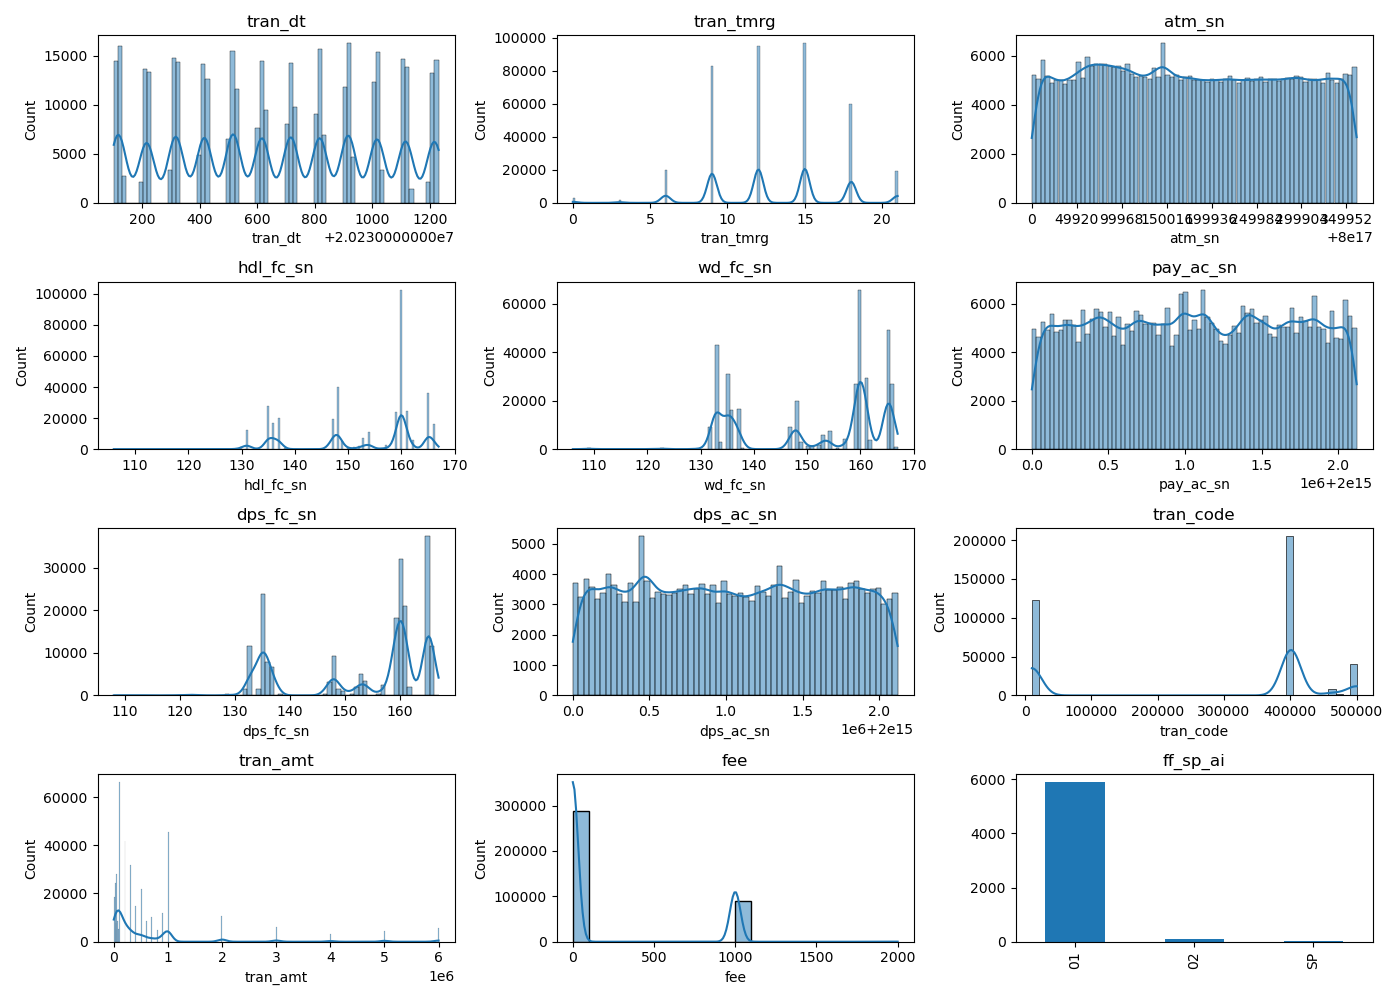 tran_dt
15000
10000
5000
0
Count
200 400 600 800 1000 1200
tran_dt +2.0230000000e7
tran_tmrg
100000
80000
60000
40000
20000
0
Count
0 5 10 15 20
tran_tmrg
atm_sn
6000
4000
2000
0
Count
0 49920 99968 150016 199936 249984 299904 349952
+8e17
atm_sn
hdl_fc_sn
100000
80000
60000
40000
20000
0
Count
110 120 130 140 150 160 170
hdl_fc_sn
wd_fc_sn
60000
40000
20000
0
Count
110 120 130 140 150 160 170
wd_fc_sn
pay_ac_sn
6000
4000
2000
0
Count
0.0 0.5 1.0 1.5 2.0
pay_ac_sn 1e6+2e15
dps_fc_sn
30000
20000
10000
0
Count
110 120 130 140 150 160
dps_fc_sn
dps_ac_sn
5000
4000
3000
2000
1000
0
Count
0.0 0.5 1.0 1.5 2.0
dps_ac_sn 1e6+2e15
tran_code
200000
150000
100000
50000
0
Count
0 100000 200000 300000 400000 500000
tran_code
tran_amt
60000
40000
20000
0
Count
0 1 2 3 4 5 6
tran_amt 1e6
fee
300000
200000
100000
0
Count
0 500 1000 1500 2000
fee
ff_sp_ai
6000
4000
2000
0
01 02 SP